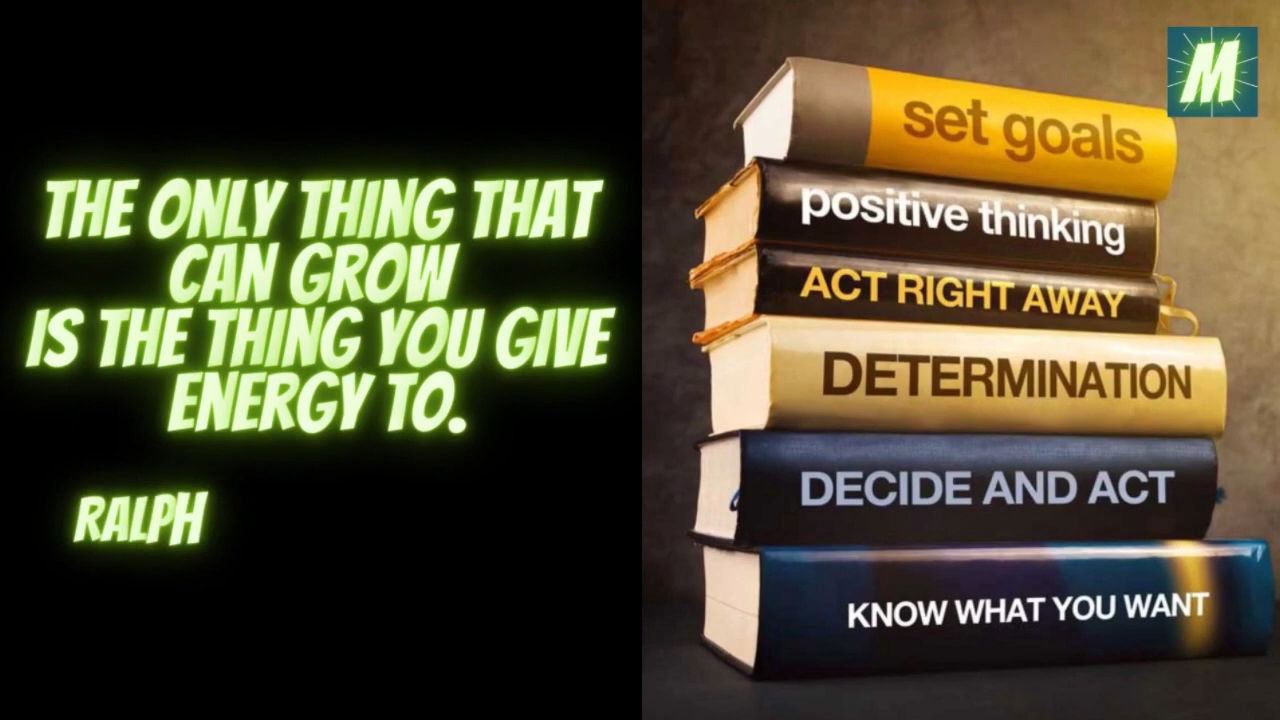 THE ONLY THING THAT
CAN GROW
IS THE THING YOU GIVE
ENERGY TO.
RALPH
M
set goals
positive thinking
ACT RIGHT AWAY
DETERMINATION
DECIDE AND ACT
KNOW WHAT YOU WANT